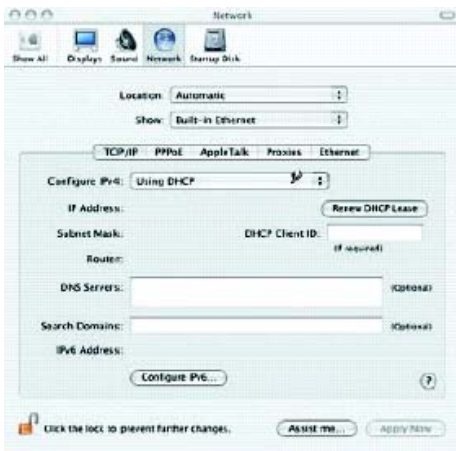 Network
Show All Displays Sound Network Startup Disk
Location: Automatic
Show: Built-in Ethernet
TCP/IP PPPoE AppleTalk Proxies Ethernet
Configure IPv4: Using DHCP
IP Address: Renew DHCP Lease
Subnet Mask: DHCP Client ID:
(If required)
Router:
DNS Servers: (Optional)
Search Domains: (Optional)
IPv6 Address:
Configure IPv6... ?
Click the lock to prevent further changes. Assist me... Apply Now